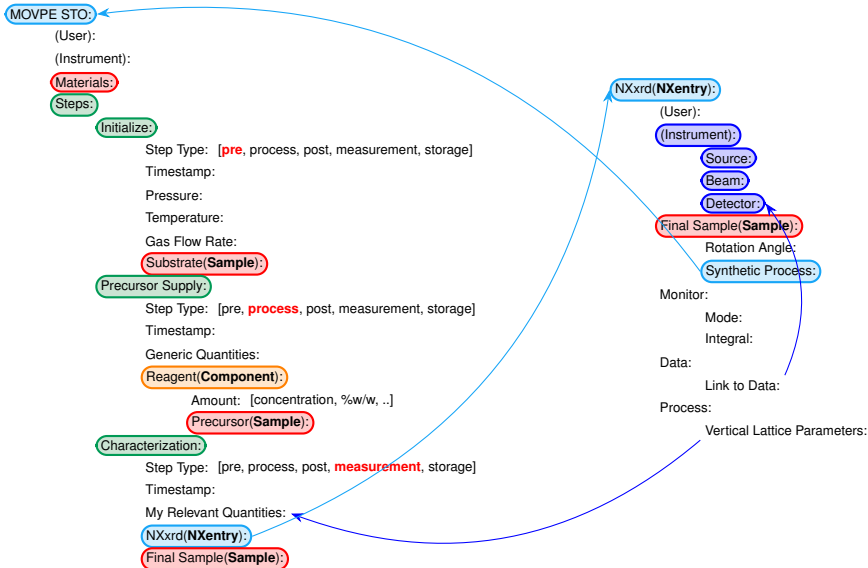 MOVPE STO:
(User):
(Instrument):
Materials:
Steps:
Initialize:
Step Type: [pre, process, post, measurement, storage]
Timestamp:
Pressure:
Temperature:
Gas Flow Rate:
Substrate(Sample):
Precursor Supply:
Step Type: [pre, process, post, measurement, storage]
Timestamp:
Generic Quantities:
Reagent(Component):
Amount: [concentration, %w/w, ..]
Precursor(Sample):
Characterization:
Step Type: [pre, process, post, measurement, storage]
Timestamp:
My Relevant Quantities:
NXxrd(NXentry):
Final Sample(Sample):
NXxrd(NXentry):
(User):
(Instrument):
Source:
Beam:
Detector:
Final Sample(Sample):
Rotation Angle:
Synthetic Process:
Monitor:
Mode:
Integral:
Data:
Link to Data:
Process:
Vertical Lattice Parameters: